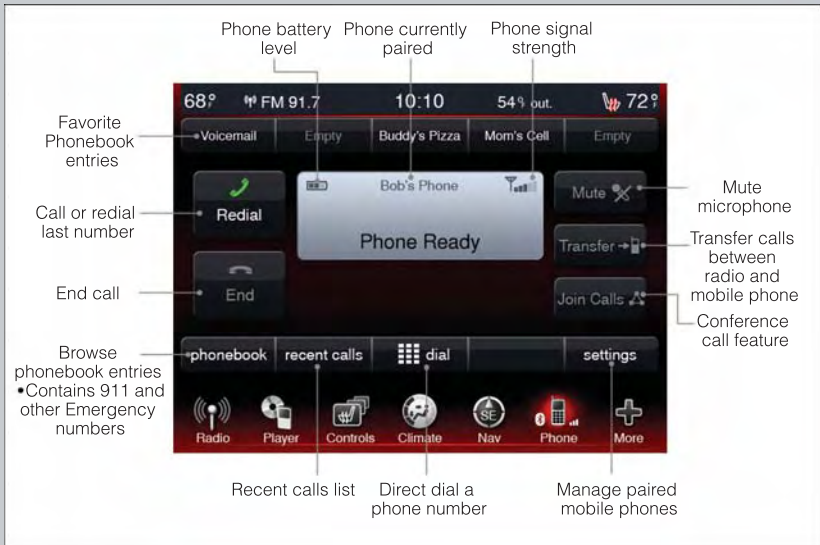 Phone battery
level
Phone currently
paired
Phone signal
strength
68° FM 91.7 10:10 54° out. 72°
Favorite
Phonebook
entries
•Voicemail Empty Buddy's Pizza Mom's Cell Empty
Call or redial
last number
Redial
Bob's Phone
Phone Ready
Mute
Mute
microphone
Transfer
Transfer calls
between
radio and
mobile phone
End call
End
Join Calls
Conference
call feature
Browse
phonebook entries
•Contains 911 and
other Emergency
numbers
phonebook recent calls dial settings
SE
Radio Player Controls Climate Nav Phone More
Recent calls list
Direct dial a
phone number
Manage paired
mobile phones